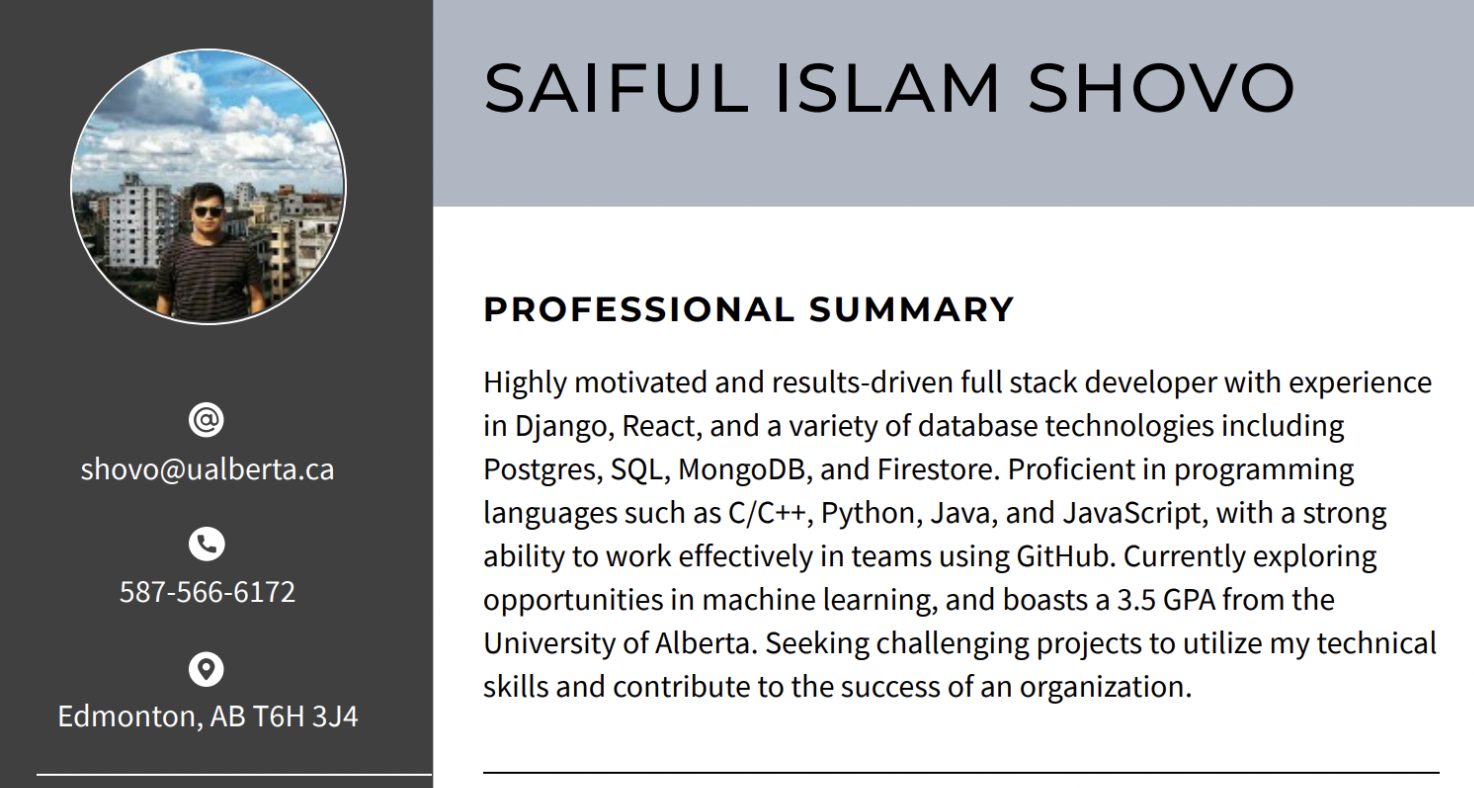 SAIFUL ISLAM SHOVO
shovo@ualberta.ca
587-566-6172
Edmonton, AB T6H 3J4
PROFESSIONAL SUMMARY
Highly motivated and results-driven full stack developer with experience
in Django, React, and a variety of database technologies including
Postgres, SQL, MongoDB, and Firestore. Proficient in programming
languages such as C/C++, Python, Java, and JavaScript, with a strong
ability to work effectively in teams using GitHub. Currently exploring
opportunities in machine learning, and boasts a 3.5 GPA from the
University of Alberta. Seeking challenging projects to utilize my technical
skills and contribute to the success of an organization.